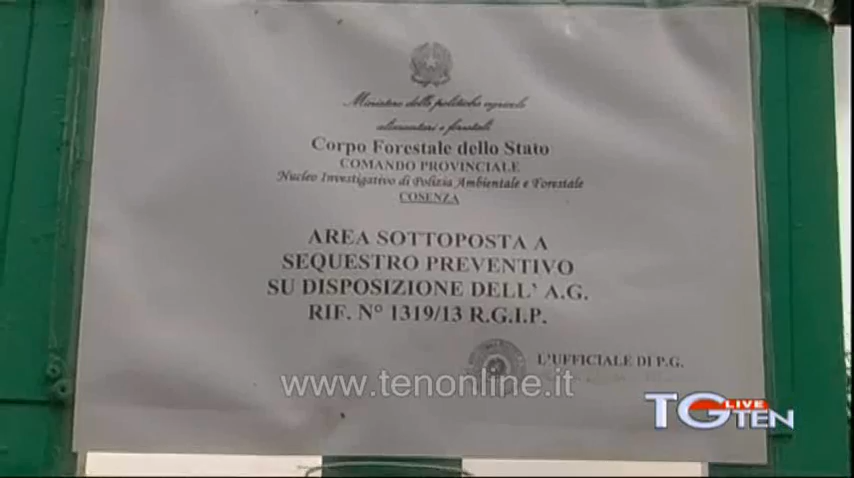 Ministero delle politiche agricole
alimentari e forestali
Corpo Forestale dello Stato
COMANDO PROVINCIALE
Nucleo Investigativo di Polizia Ambientale e Forestale
COSENZA
AREA SOTTOPOSTA A
SEQUESTRO PREVENTIVO
SU DISPOSIZIONE DELL' A.G.
RIF. N° 1319/13 R.G.I.P.
L'UFFICIALE DI P.G.
www.tenonline.it
TG LIVE TEN